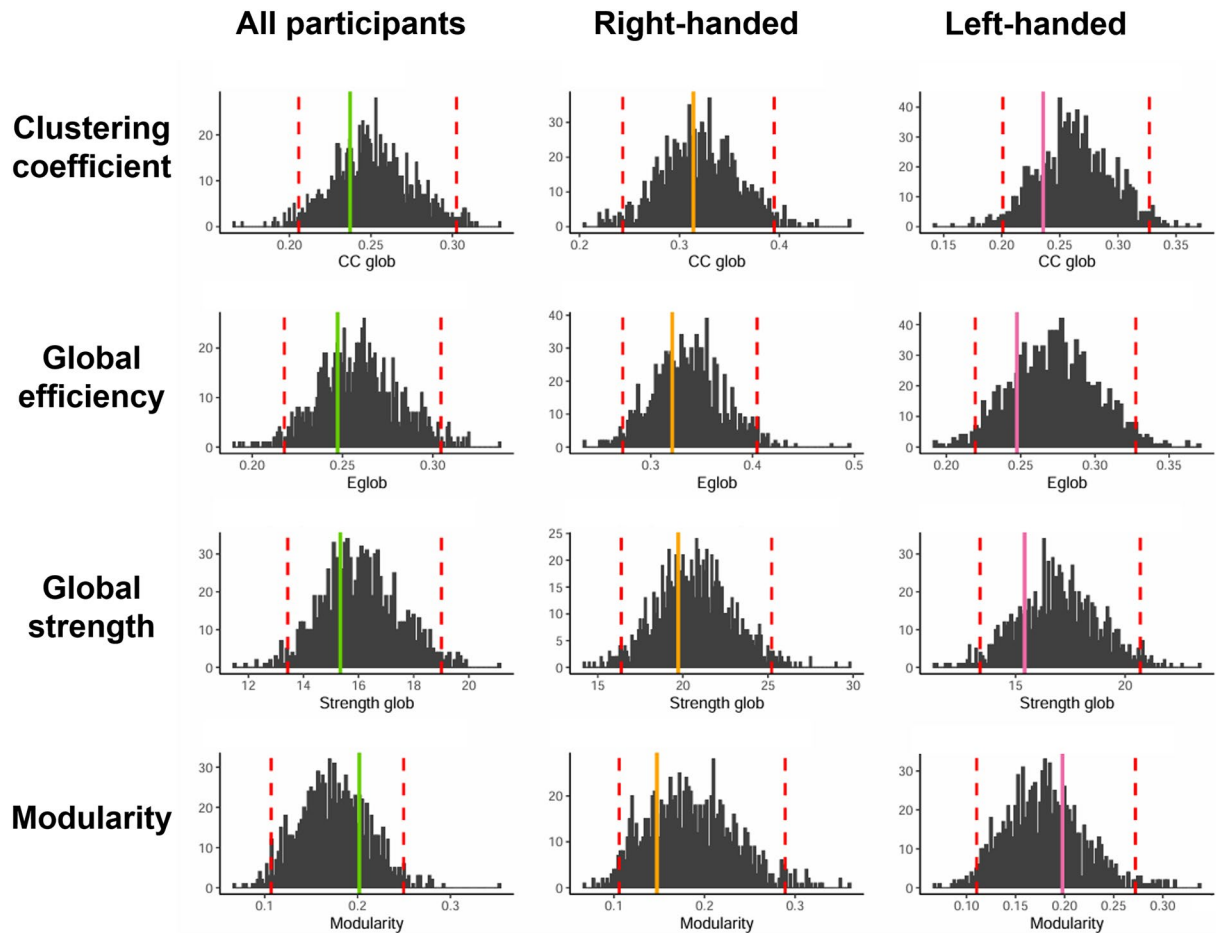 All participants Right-handed Left-handed
Clustering
coefficient
20
10
0
0.20 0.25 0.30
CC glob
30
20
10
0
0.2 0.3 0.4
CC glob
40
30
20
10
0
0.15 0.20 0.25 0.30 0.35
CC glob
Global
efficiency
20
10
0
0.20 0.25 0.30
Eglob
40
30
20
10
0
0.3 0.4 0.5
Eglob
40
30
20
10
0
0.20 0.25 0.30 0.35
Eglob
Global
strength
30
20
10
0
12 14 16 18 20
Strength glob
25
20
15
10
5
0
15 20 25 30
Strength glob
30
20
10
0
15 20
Strength glob
Modularity
30
20
10
0
0.1 0.2 0.3
Modularity
30
20
10
0
0.1 0.2 0.3
Modularity
30
20
10
0
0.10 0.15 0.20 0.25 0.30
Modularity